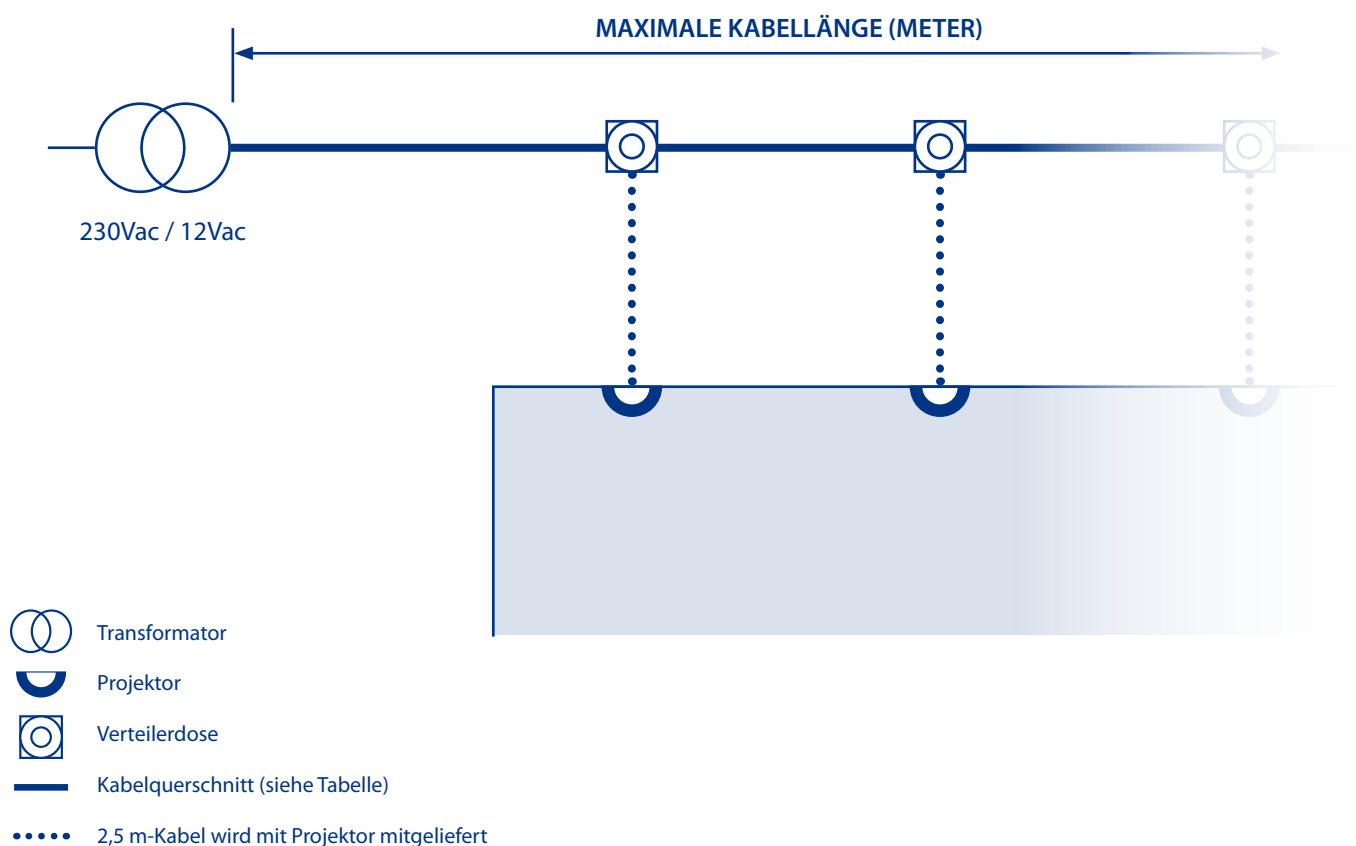 MAXIMALE KABELLÄNGE (METER)
230Vac / 12Vac
Transformator
Projektor
Verteilerdose
Kabelquerschnitt (siehe Tabelle)
2,5 m-Kabel wird mit Projektor mitgeliefert